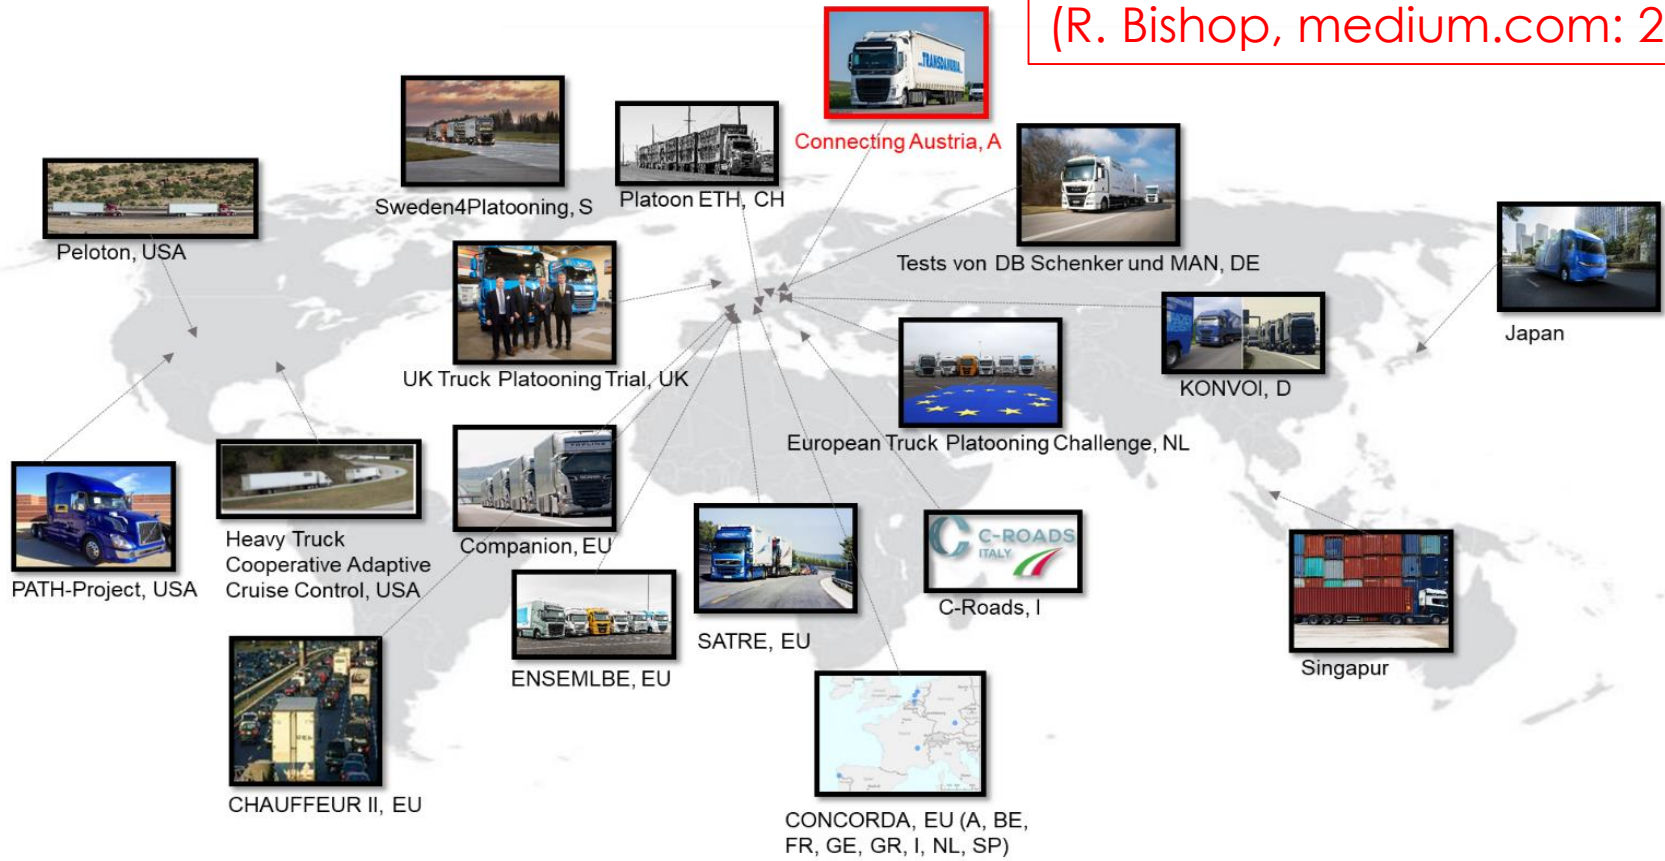 (R. Bishop, medium.com: 2
TRANSDANUBIA
Connecting Austria, A
Sweden4Platooning, S
Platoon ETH, CH
Peloton, USA
Tests von DB Schenker und MAN, DE
Japan
UK Truck Platooning Trial, UK
KONVOI, D
European Truck Platooning Challenge, NL
PATH-Project, USA
Heavy Truck
Cooperative Adaptive
Cruise Control, USA
Companion, EU
C-ROADS
ITALY
C-Roads, I
ENSEMLBE, EU
SATRE, EU
Singapur
CHAUFFEUR II, EU
CONCORDA, EU (A, BE,
FR, GE, GR, I, NL, SP)